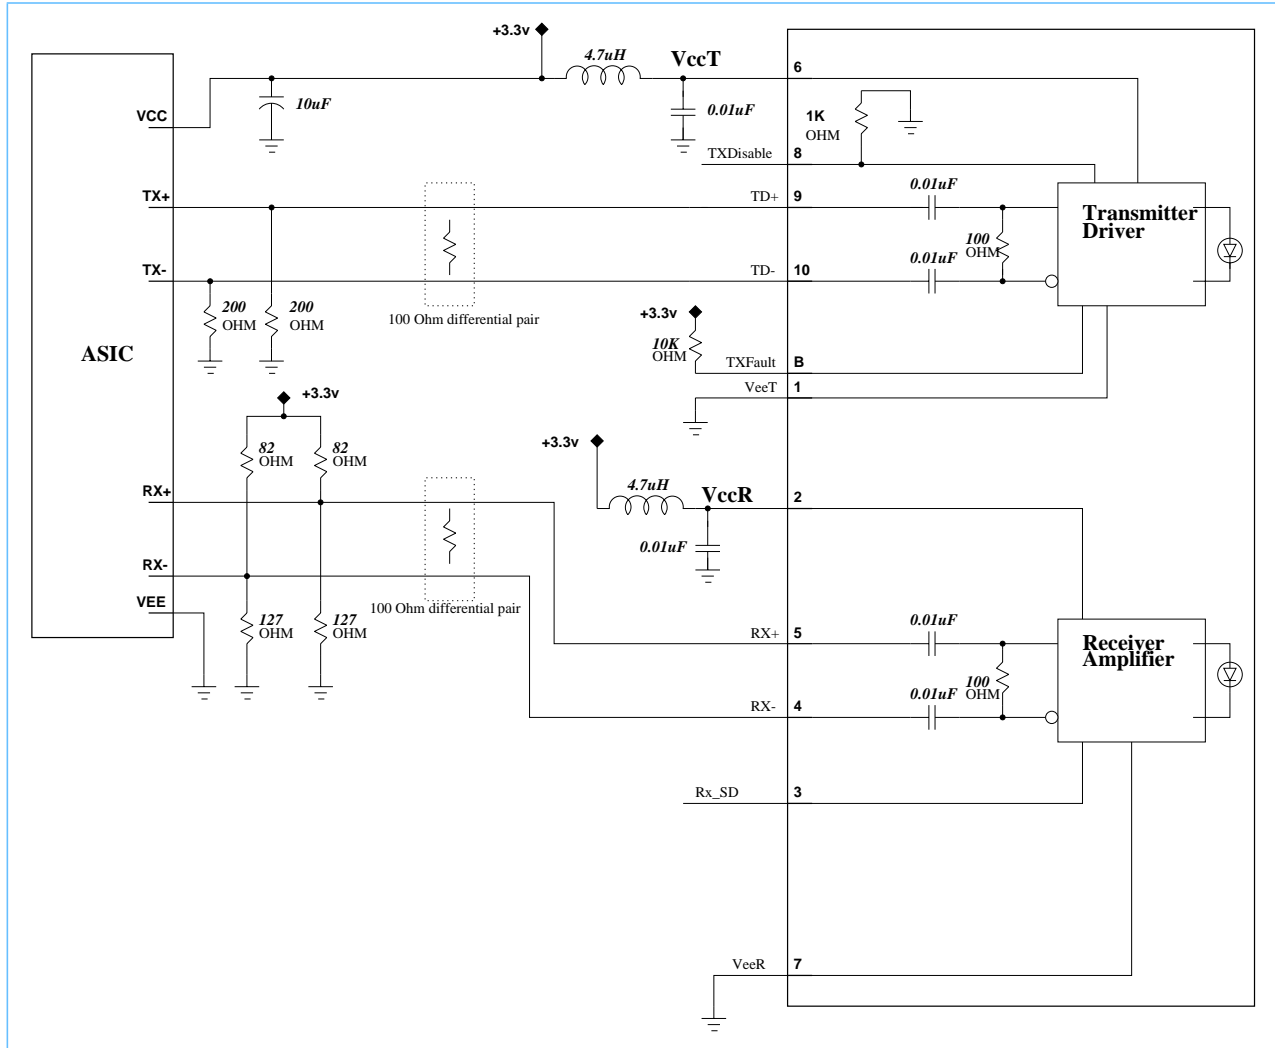 +3.3v
4.7uH
VccT
6
10uF
0.01uF
VCC
1K
OHM
TXDisable
8
TX+
TD+
9
0.01uF
Transmitter
Driver
100
OHM
TX-
TD-
10
0.01uF
200
OHM
200
OHM
100 Ohm differential pair
+3.3v
10K
OHM
ASIC
TXFault
B
VeeT
1
+3.3v
82
OHM
82
OHM
+3.3v
4.7uH
VccR
2
RX+
0.01uF
RX-
VEE
100 Ohm differential pair
127
OHM
127
OHM
RX+
5
0.01uF
Receiver
Amplifier
100
OHM
RX-
4
0.01uF
Rx_SD
3
VeeR
7